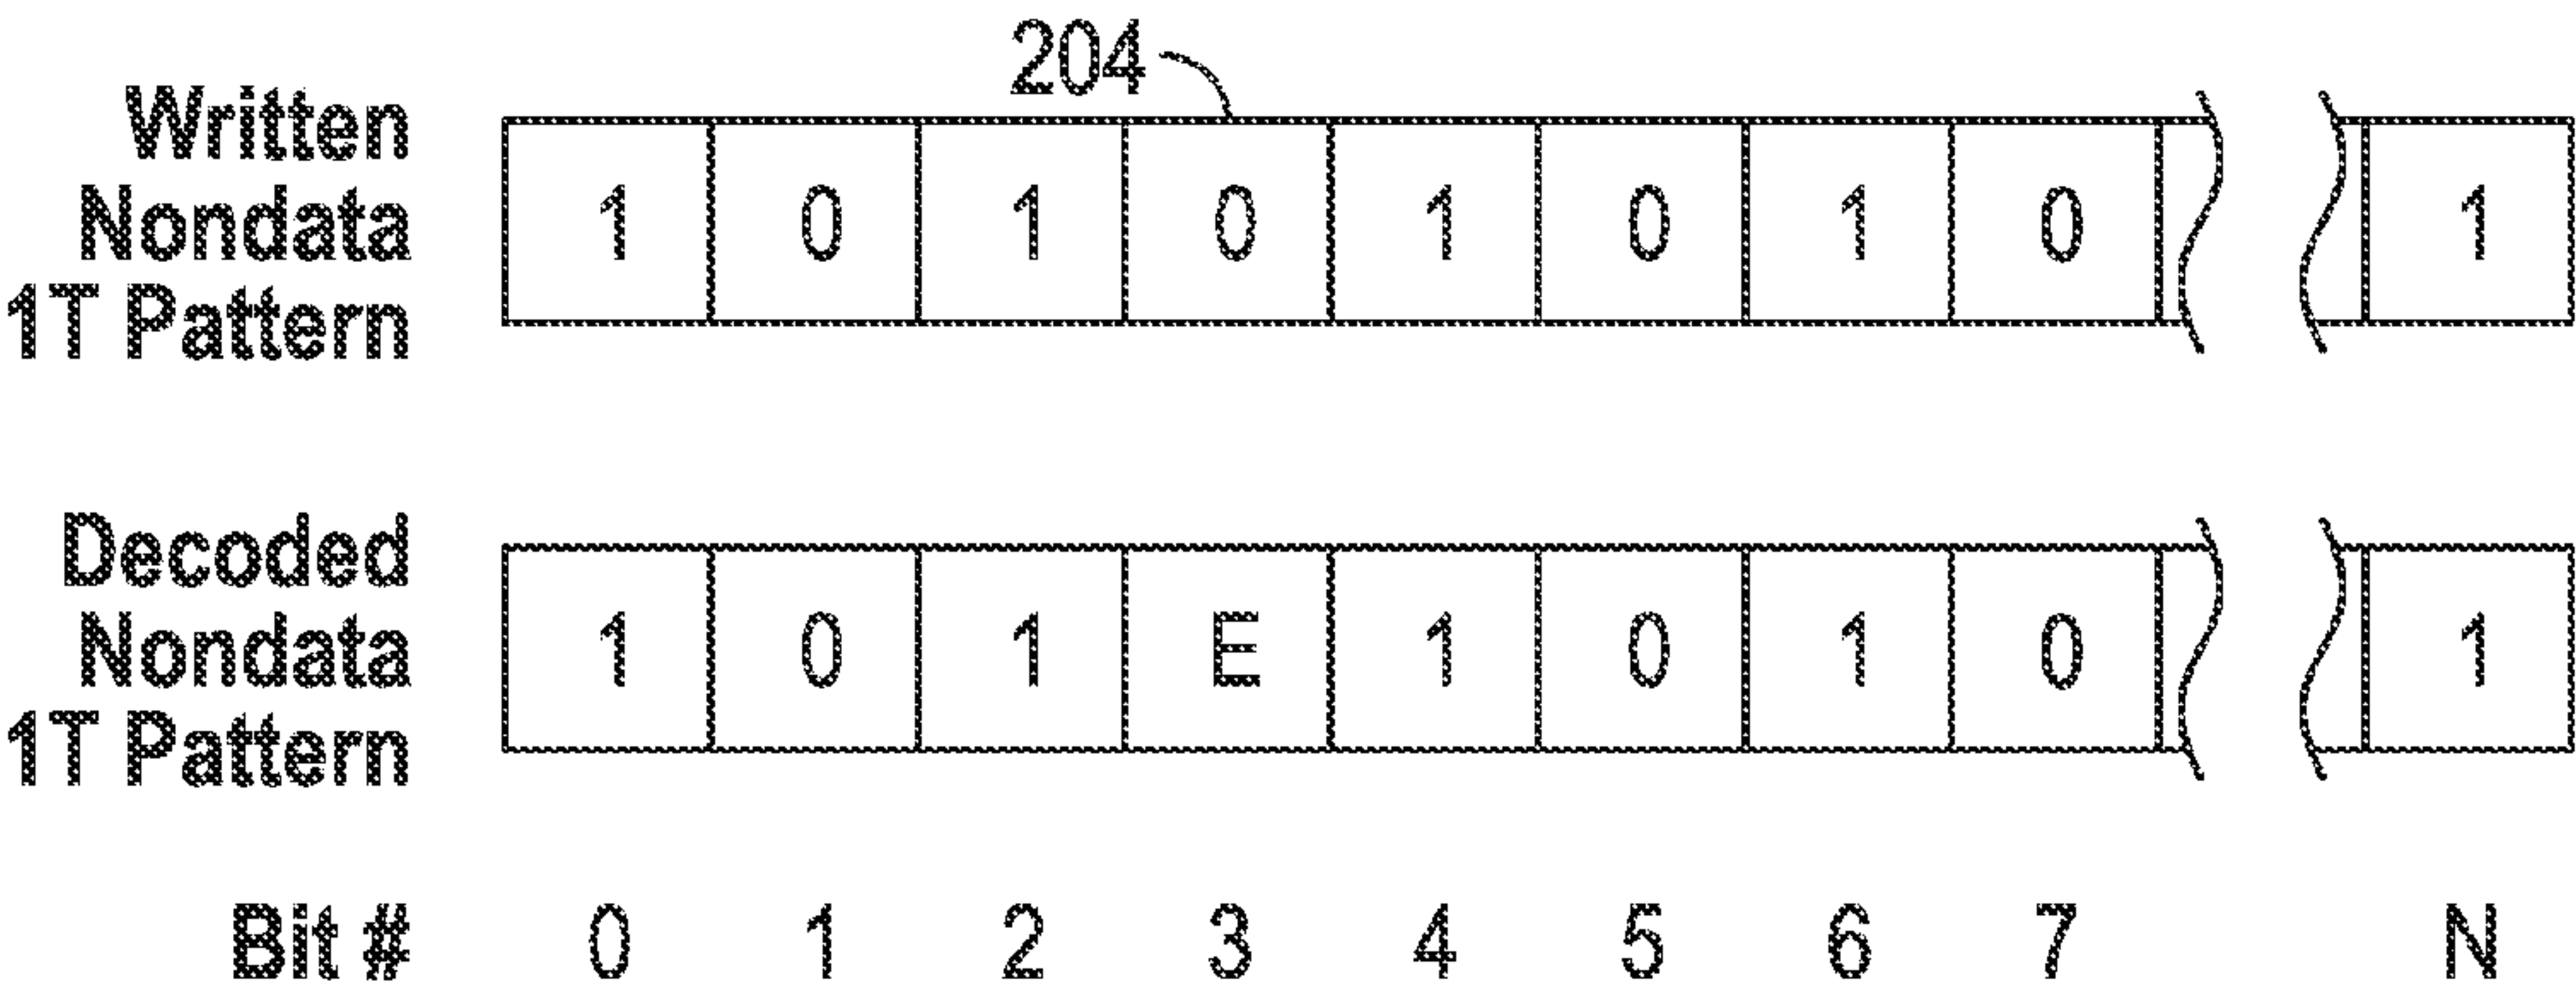 204
Written
Nondata
1T Pattern
1 0 1 0 1 0 1 0 1
Decoded
Nondata
1T Pattern
1 0 1 E 1 0 1 0 1
Bit # 0 1 2 3 4 5 6 7 N